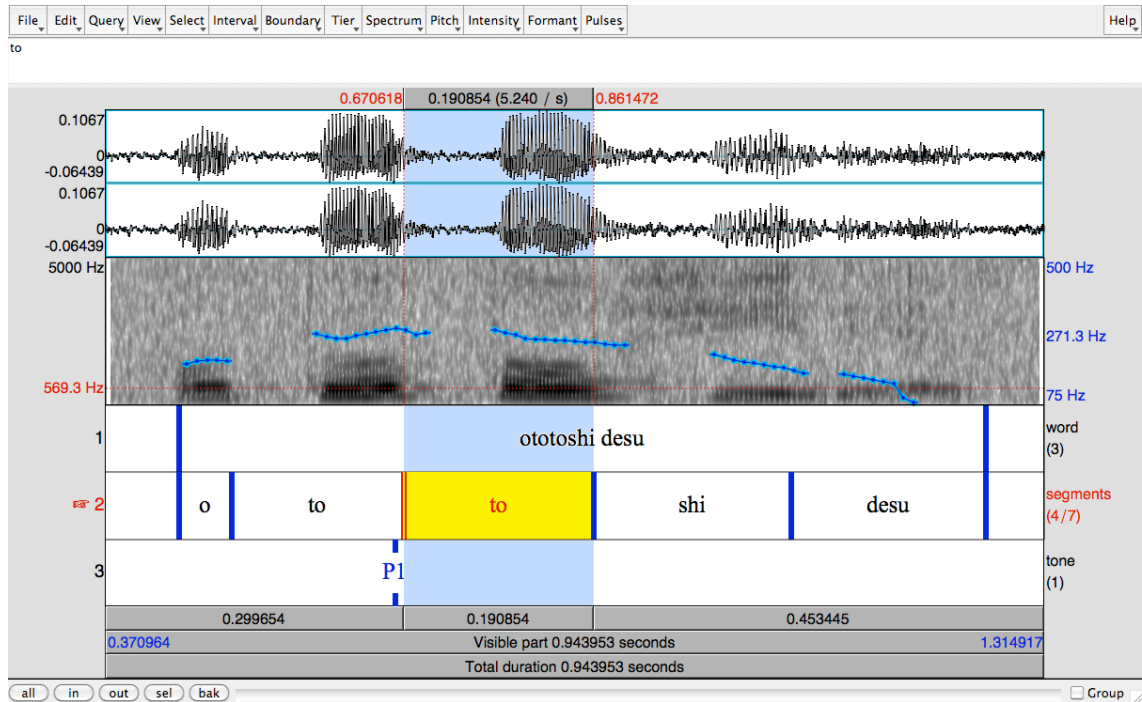 File Edit Query View Select Interval Boundary Tier Spectrum Pitch Intensity Formant Pulses Help
to
0.670618 0.190854 (5.240 / s) 0.861472
0.1067
0
-0.06439
0.1067
0
-0.06439
5000 Hz 500 Hz
271.3 Hz
569.3 Hz 75 Hz
1 ototoshi desu word (3)
☞ 2 o to to shi desu segments (4/7)
3 P1 tone (1)
0.299654 0.190854 0.453445
0.370964 Visible part 0.943953 seconds 1.314917
Total duration 0.943953 seconds
all in out sel bak Group